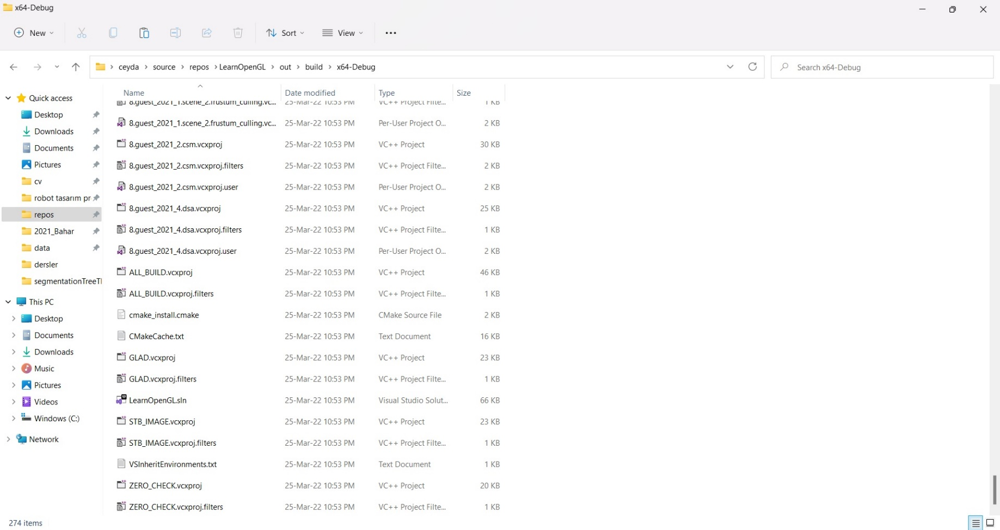 x64-Debug
New
Sort
View
ceyda > source > repos > LearnOpenGL > out > build > x64-Debug
Search x64-Debug
Name Date modified Type Size
Quick access
Desktop
Downloads
Documents
Pictures
cv
robot tasarım pr
repos
2021_Bahar
data
dersler
segmentationTreeTl
This PC
Desktop
Documents
Downloads
Music
Pictures
Videos
Windows (C:)
Network
8.guest_2021_1.scene_2.frustum_culling.vc... 25-Mar-22 10:53 PM VC++ Project Filte... 1 KB
8.guest_2021_1.scene_2.frustum_culling.vc... 25-Mar-22 10:53 PM Per-User Project O... 2 KB
8.guest_2021_2.csm.vcxproj 25-Mar-22 10:53 PM VC++ Project 30 KB
8.guest_2021_2.csm.vcxproj.filters 25-Mar-22 10:53 PM VC++ Project Filte... 2 KB
8.guest_2021_2.csm.vcxproj.user 25-Mar-22 10:53 PM Per-User Project O... 2 KB
8.guest_2021_4.dsa.vcxproj 25-Mar-22 10:53 PM VC++ Project 25 KB
8.guest_2021_4.dsa.vcxproj.filters 25-Mar-22 10:53 PM VC++ Project Filte... 1 KB
8.guest_2021_4.dsa.vcxproj.user 25-Mar-22 10:53 PM Per-User Project O... 2 KB
ALL_BUILD.vcxproj 25-Mar-22 10:53 PM VC++ Project 46 KB
ALL_BUILD.vcxproj.filters 25-Mar-22 10:53 PM VC++ Project Filte... 1 KB
cmake_install.cmake 25-Mar-22 10:53 PM CMake Source File 2 KB
CMakeCache.txt 25-Mar-22 10:53 PM Text Document 16 KB
GLAD.vcxproj 25-Mar-22 10:53 PM VC++ Project 23 KB
GLAD.vcxproj.filters 25-Mar-22 10:53 PM VC++ Project Filte... 1 KB
LearnOpenGL.sln 25-Mar-22 10:53 PM Visual Studio Solut... 66 KB
STB_IMAGE.vcxproj 25-Mar-22 10:53 PM VC++ Project 23 KB
STB_IMAGE.vcxproj.filters 25-Mar-22 10:53 PM VC++ Project Filte... 1 KB
VSInheritEnvironments.txt 25-Mar-22 10:53 PM Text Document 1 KB
ZERO_CHECK.vcxproj 25-Mar-22 10:53 PM VC++ Project 20 KB
ZERO_CHECK.vcxproj.filters 25-Mar-22 10:53 PM VC++ Project Filte... 1 KB
274 items